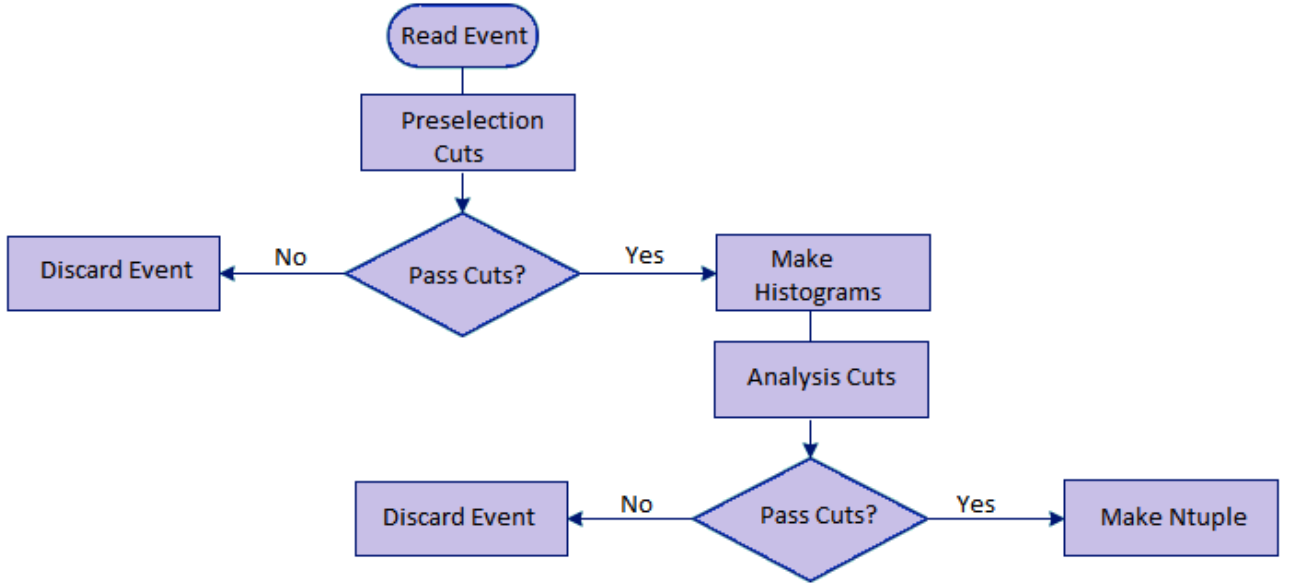 Read Event
Preselection
Cuts
Discard Event
No
Pass Cuts?
Yes
Make
Histograms
Analysis Cuts
Discard Event
No
Pass Cuts?
Yes
Make Ntuple